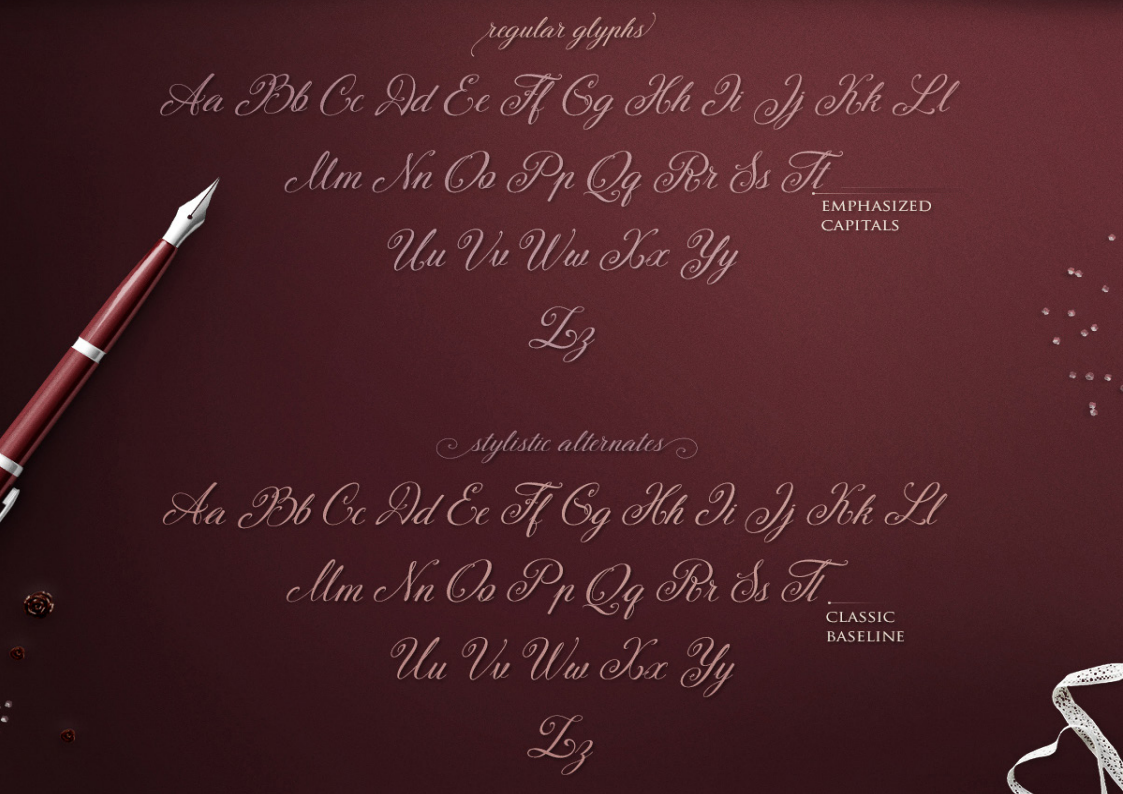 regular glyphs
Aa Bb Cc Dd Ee Ff Gg Hh Ii Jj Kk Ll
Mm Nn Oo Pp Qq Rr Ss Tt
EMPHASIZED
CAPITALS
Uu Vv Ww Xx Yy
Zz
stylistic alternates
Aa Bb Cc Dd Ee Ff Gg Hh Ii Jj Kk Ll
Mm Nn Oo Pp Qq Rr Ss Tt
CLASSIC
BASELINE
Uu Vv Ww Xx Yy
Zz